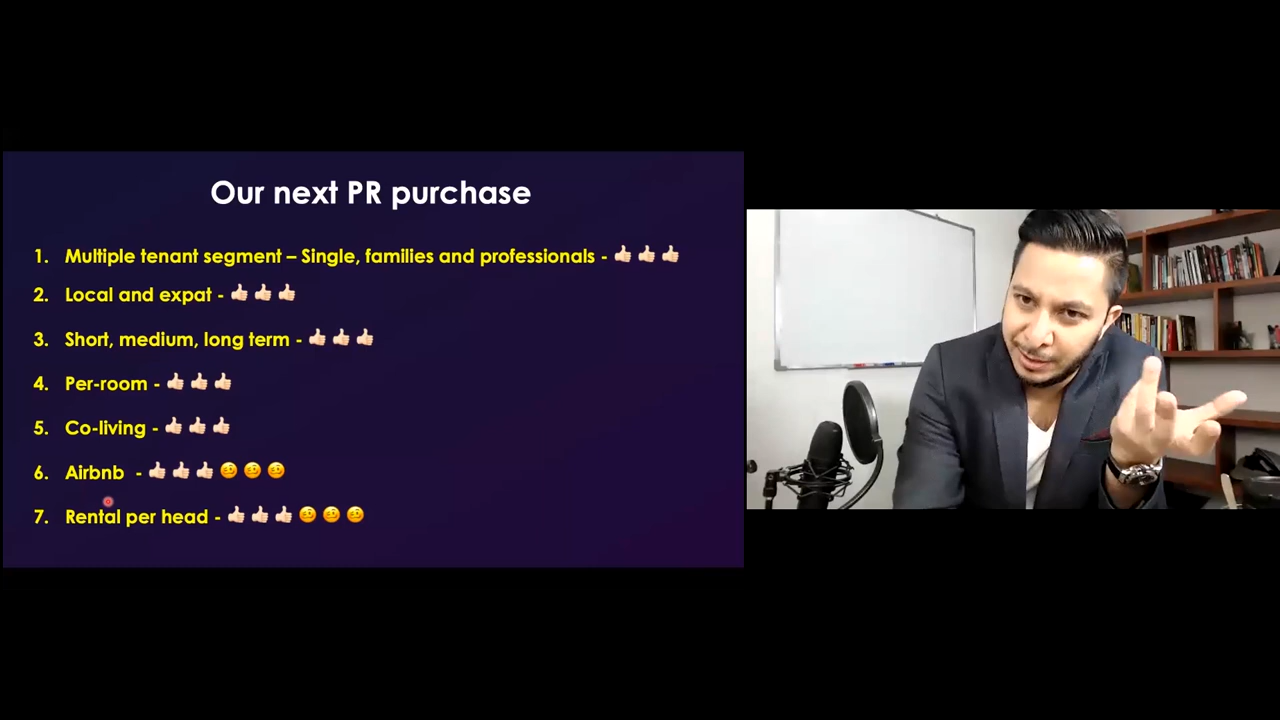 Our next PR purchase
1. Multiple tenant segment – Single, families and professionals - 👍🏻👍🏻👍🏻
2. Local and expat - 👍🏻👍🏻👍🏻
3. Short, medium, long term - 👍🏻👍🏻👍🏻
4. Per-room - 👍🏻👍🏻👍🏻
5. Co-living - 👍🏻👍🏻👍🏻
6. Airbnb - 👍🏻👍🏻👍🏻🤕🤕🤕
7. Rental per head - 👍🏻👍🏻👍🏻🤕🤕🤕